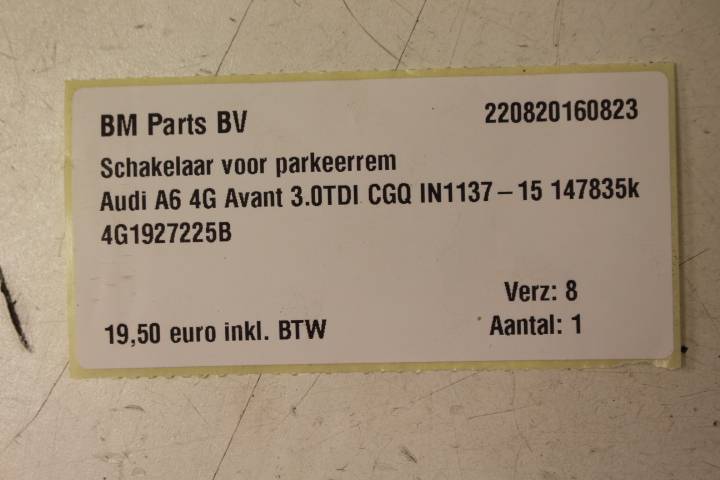 BM Parts BV 220820160823
Schakelaar voor parkeerrem
Audi A6 4G Avant 3.0TDI CGQ IN1137-15 147835k
4G1927225B
Verz: 8
19,50 euro inkl. BTW Aantal: 1